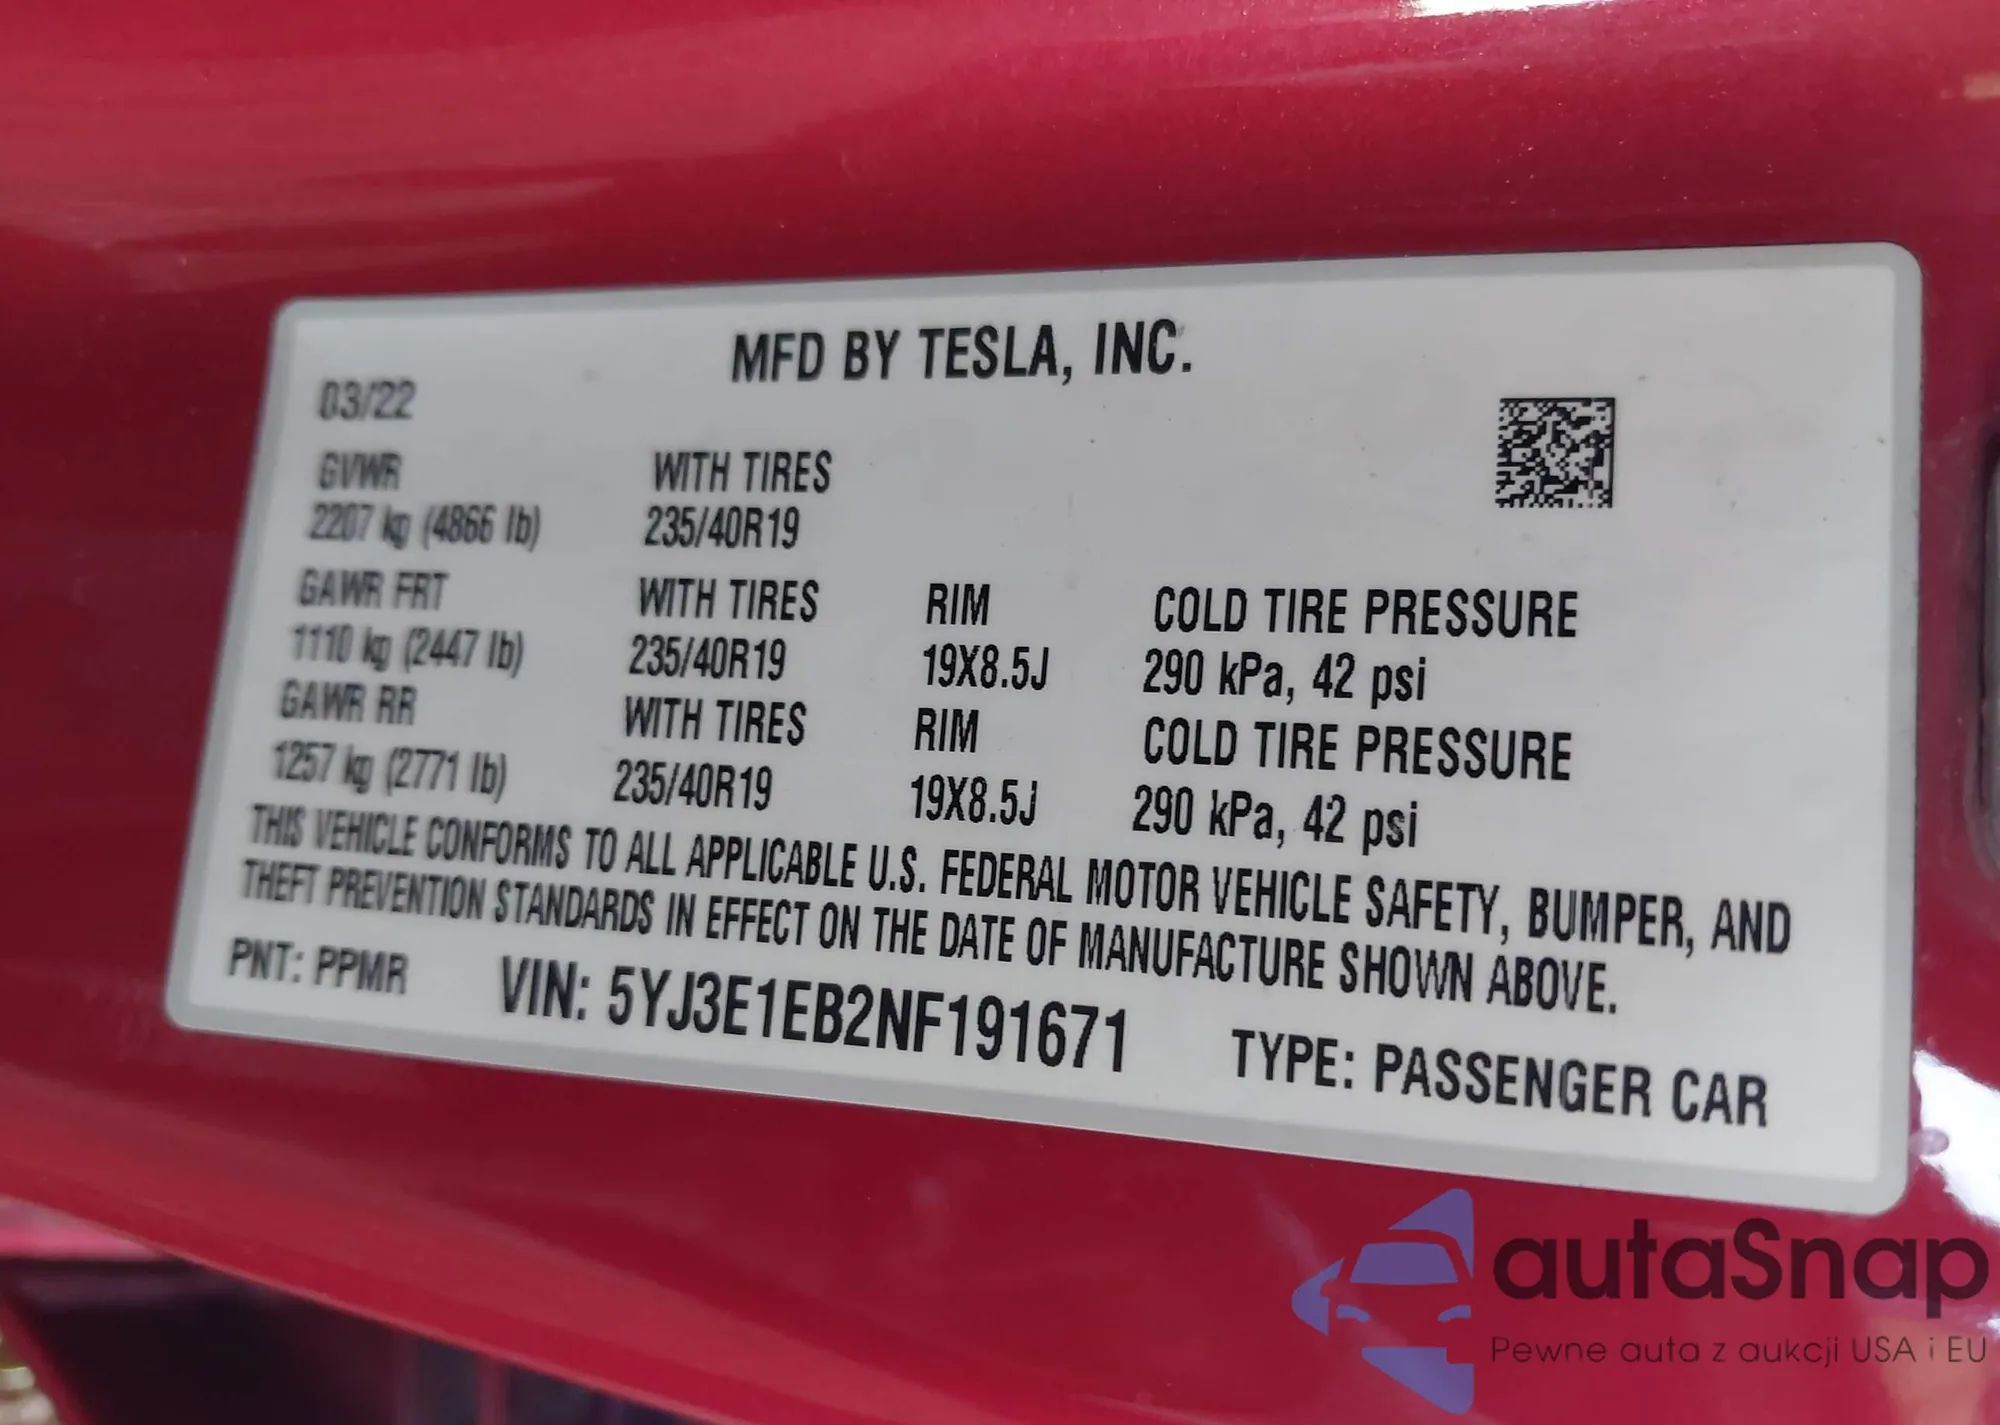 MFD BY TESLA, INC.
03/22
GVWR WITH TIRES
2207 kg (4866 lb) 235/40R19
GAWR FRT WITH TIRES RIM COLD TIRE PRESSURE
1110 kg (2447 lb) 235/40R19 19X8.5J 290 kPa, 42 psi
GAWR RR WITH TIRES RIM COLD TIRE PRESSURE
1257 kg (2771 lb) 235/40R19 19X8.5J 290 kPa, 42 psi
THIS VEHICLE CONFORMS TO ALL APPLICABLE U.S. FEDERAL MOTOR VEHICLE SAFETY, BUMPER, AND
THEFT PREVENTION STANDARDS IN EFFECT ON THE DATE OF MANUFACTURE SHOWN ABOVE.
PNT: PPMR VIN: 5YJ3E1EB2NF191671 TYPE: PASSENGER CAR
autaSnap
Pewne auta z aukcji USA i EU